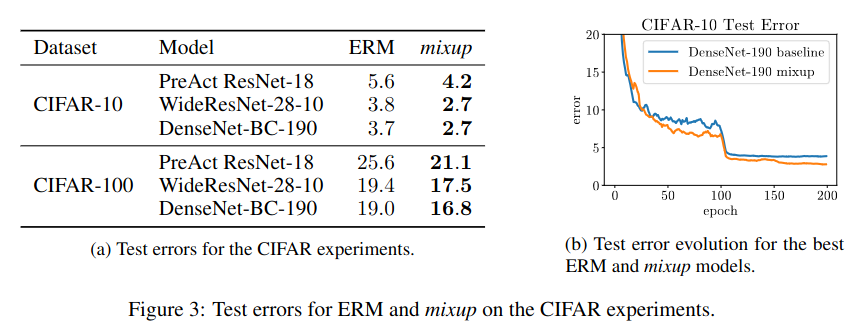 Dataset Model ERM mixup
CIFAR-10 PreAct ResNet-18 5.6 4.2
WideResNet-28-10 3.8 2.7
DenseNet-BC-190 3.7 2.7
CIFAR-100 PreAct ResNet-18 25.6 21.1
WideResNet-28-10 19.4 17.5
DenseNet-BC-190 19.0 16.8
(a) Test errors for the CIFAR experiments.
CIFAR-10 Test Error
DenseNet-190 baseline
DenseNet-190 mixup
error
20
15
10
5
0
0 50 100 150 200
epoch
(b) Test error evolution for the best
ERM and mixup models.
Figure 3: Test errors for ERM and mixup on the CIFAR experiments.